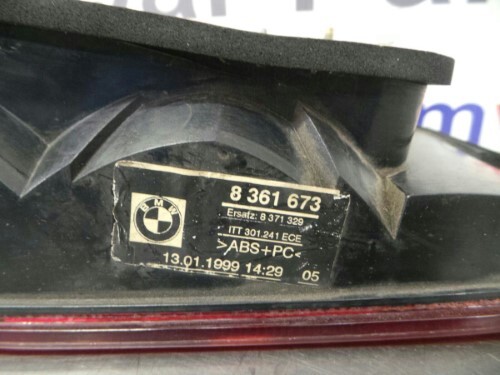 BMW
8 361 673
Ersatz: 8 371 329
ITT 301.241 ECE
>ABS+PC<
13.01.1999 14:29 05